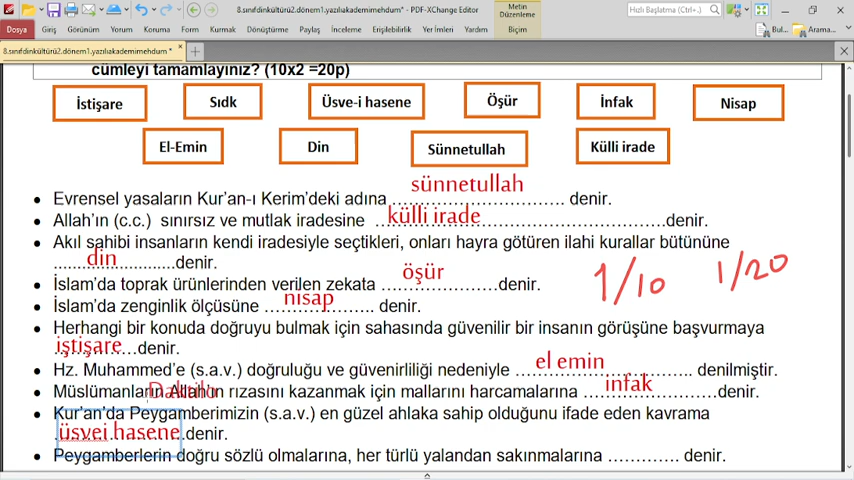 8.sınıfdinkültürü2.dönem1.yazılıakademimehdum* - PDF-XChange Editor
Metin Düzenleme
Hızlı Başlatma (Ctrl+.)
Dosya Giriş Görünüm Yorum Kurmak Dönüştürme Paylaş İnceleme Erişilebilirlik Yer İmleri Yardım Biçim Bul... Arama...
8.sınıfdinkültürü2.dönem1.yazılıakademimehdum *
cümleyi tamamlayınız? (10x2 =20p)
İstişare Sıdk Üsve-i hasene Öşür İnfak Nisap
El-Emin Din Sünnetullah Külli irade
• Evrensel yasaların Kur'an-ı Kerim'deki adına sünnetullah denir.
• Allah'ın (c.c.) sınırsız ve mutlak iradesine külli irade denir.
• Akıl sahibi insanların kendi iradesiyle seçtikleri, onları hayra götüren ilahi kurallar bütününe
din denir.
• İslam'da toprak ürünlerinden verilen zekata öşür denir. 1/10 1/20
• İslam'da zenginlik ölçüsüne nisap denir.
• Herhangi bir konuda doğruyu bulmak için sahasında güvenilir bir insanın görüşüne başvurmaya
iştişare denir.
• Hz. Muhammed'e (s.a.v.) doğruluğu ve güvenirliliği nedeniyle el emin denilmiştir.
Daktilo
• Müslümanların Allah'ın rızasını kazanmak için mallarını harcamalarına infak denir.
• Kur'an'da Peygamberimizin (s.a.v.) en güzel ahlaka sahip olduğunu ifade eden kavrama
üsvei hasene denir.
• Peygamberlerin doğru sözlü olmalarına, her türlü yalandan sakınmalarına ............ denir.